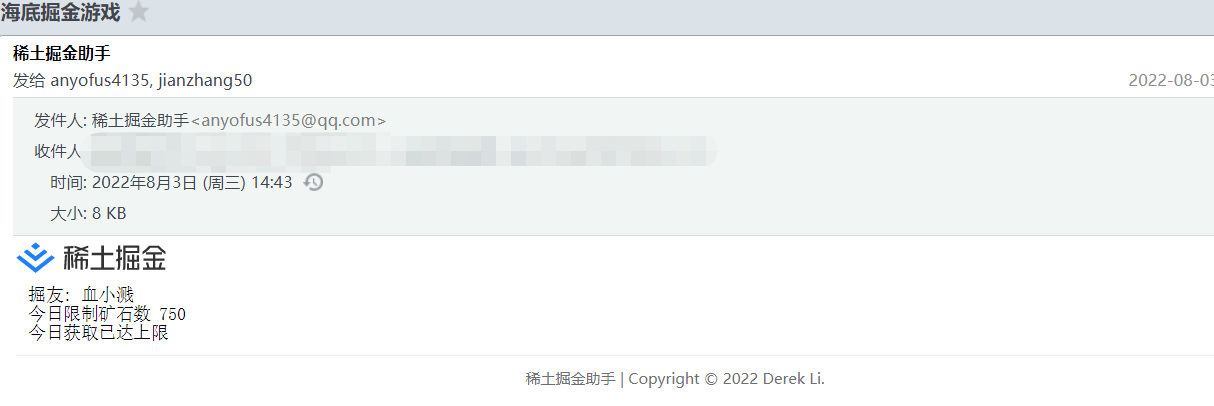 海底掘金游戏
稀土掘金助手
发给 anyofus4135, jianzhang50
2022-08-03
发件人: 稀土掘金助手<anyofus4135@qq.com>
收件人
时间: 2022年8月3日 (周三) 14:43
大小: 8 KB
稀土掘金
掘友: 血小溅
今日限制矿石数 750
今日获取已达上限
稀土掘金助手 | Copyright © 2022 Derek Li.